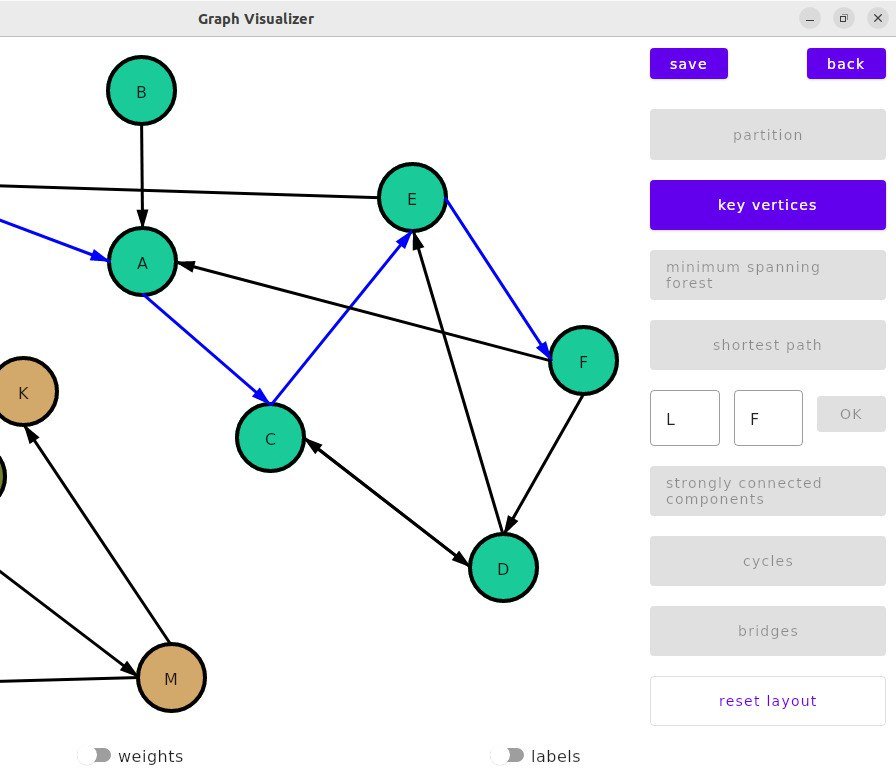 Graph Visualizer
save
back
B
partition
E
key vertices
A
minimum spanning
forest
shortest path
F
K
L
F
OK
C
strongly connected
components
D
cycles
bridges
M
reset layout
weights
labels